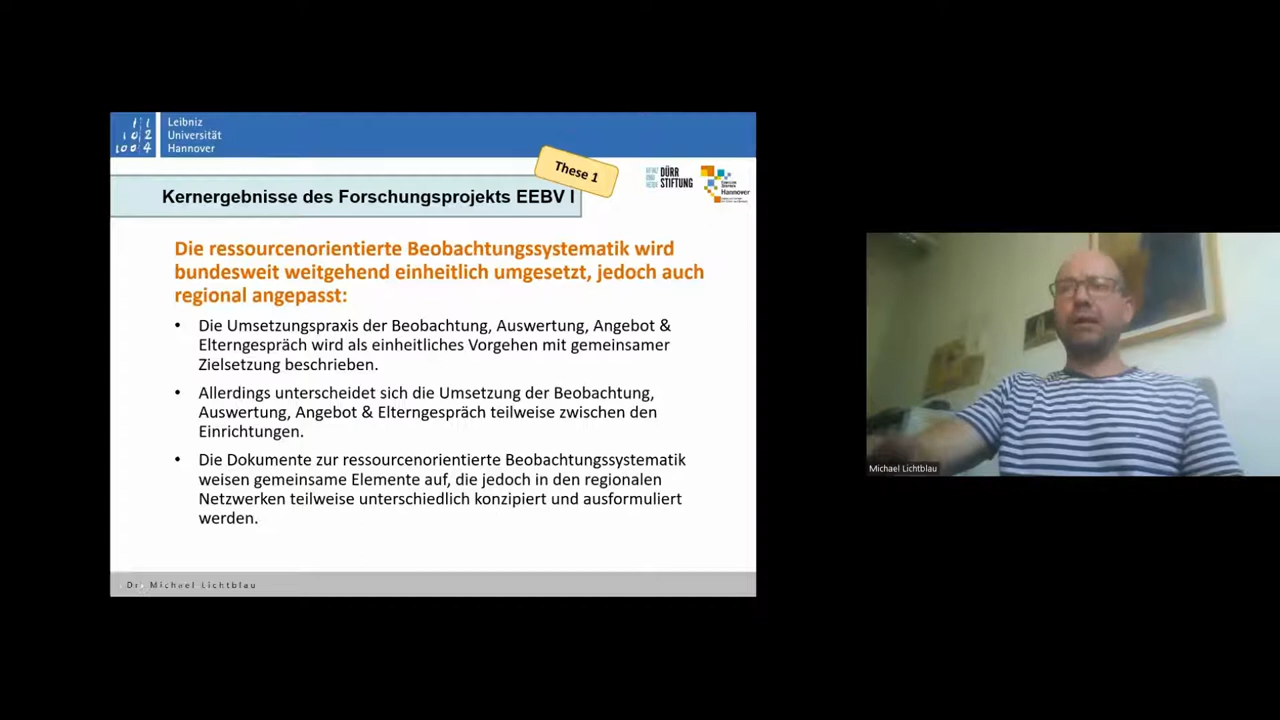 Leibniz
Universität
Hannover
These 1
DÜRR
STIFTUNG
Hannover
Kernergebnisse des Forschungsprojekts EEBV I
Die ressourcenorientierte Beobachtungssystematik wird
bundesweit weitgehend einheitlich umgesetzt, jedoch auch
regional angepasst:
• Die Umsetzungspraxis der Beobachtung, Auswertung, Angebot &
Elterngespräch wird als einheitliches Vorgehen mit gemeinsamer
Zielsetzung beschrieben.
• Allerdings unterscheidet sich die Umsetzung der Beobachtung,
Auswertung, Angebot & Elterngespräch teilweise zwischen den
Einrichtungen.
• Die Dokumente zur ressourcenorientierte Beobachtungssystematik
weisen gemeinsame Elemente auf, die jedoch in den regionalen
Netzwerken teilweise unterschiedlich konzipiert und ausformuliert
werden.
Dr. Michael Lichtblau
Michael Lichtblau